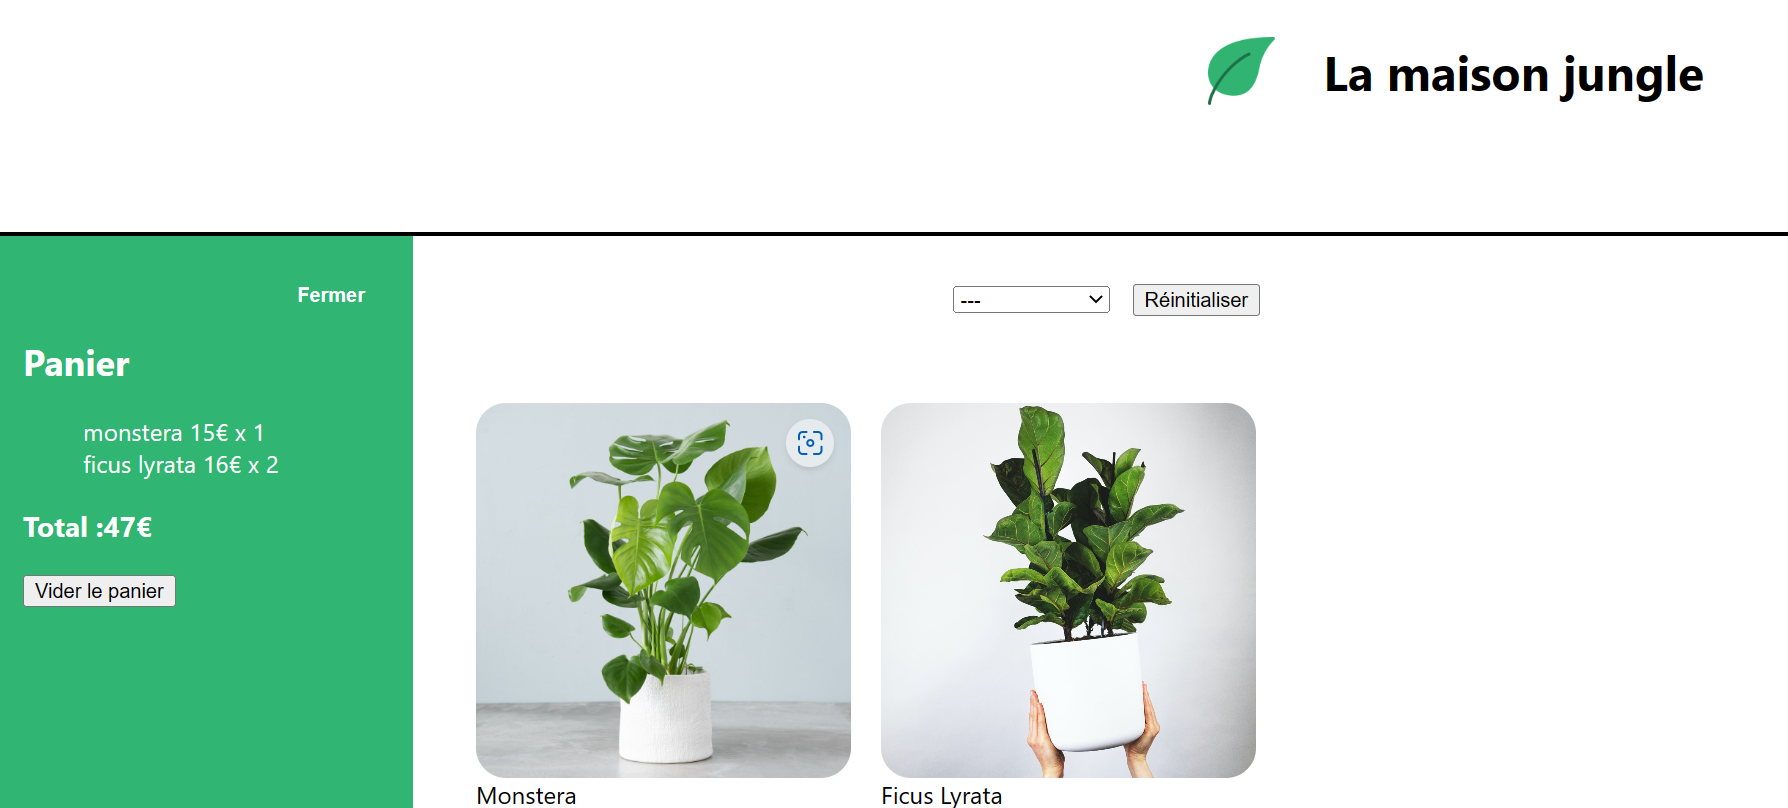 La maison jungle
Fermer
Panier
monstera 15€ x 1
ficus lyrata 16€ x 2
Total :47€
Vider le panier
---
Réinitialiser
Monstera
Ficus Lyrata